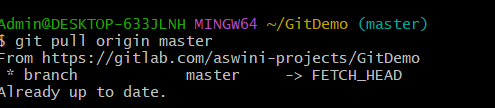 Admin@DESKTOP-633JLNH MINGW64 ~/GitDemo (master)
$ git pull origin master
From https://gitlab.com/aswini-projects/GitDemo
 * branch            master     -> FETCH_HEAD
Already up to date.